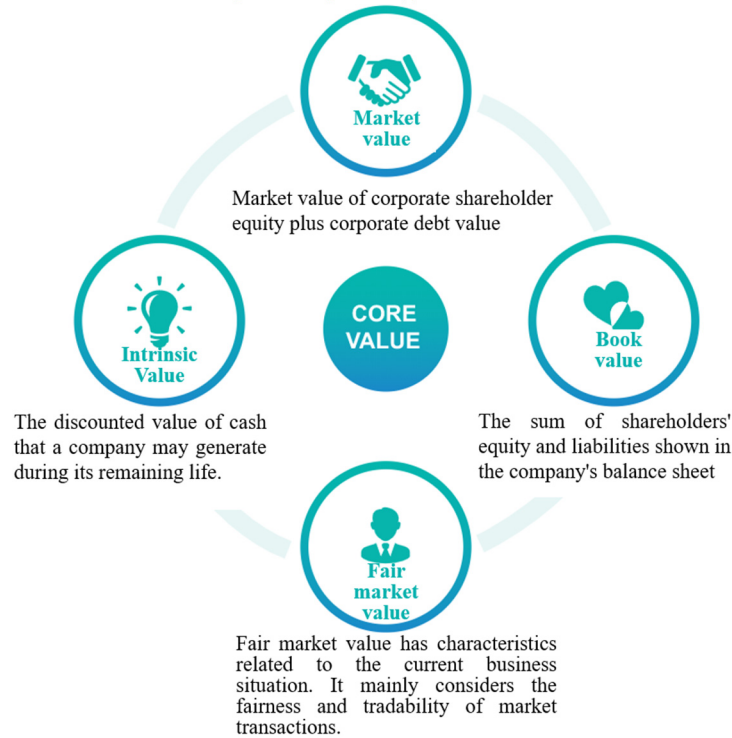 Market
value
Market value of corporate shareholder
equity plus corporate debt value
CORE
VALUE
Intrinsic
Value
The discounted value of cash
that a company may generate
during its remaining life.
Book
value
The sum of shareholders'
equity and liabilities shown in
the company's balance sheet
Fair
market
value
Fair market value has characteristics
related to the current business
situation. It mainly considers the
fairness and tradability of market
transactions.